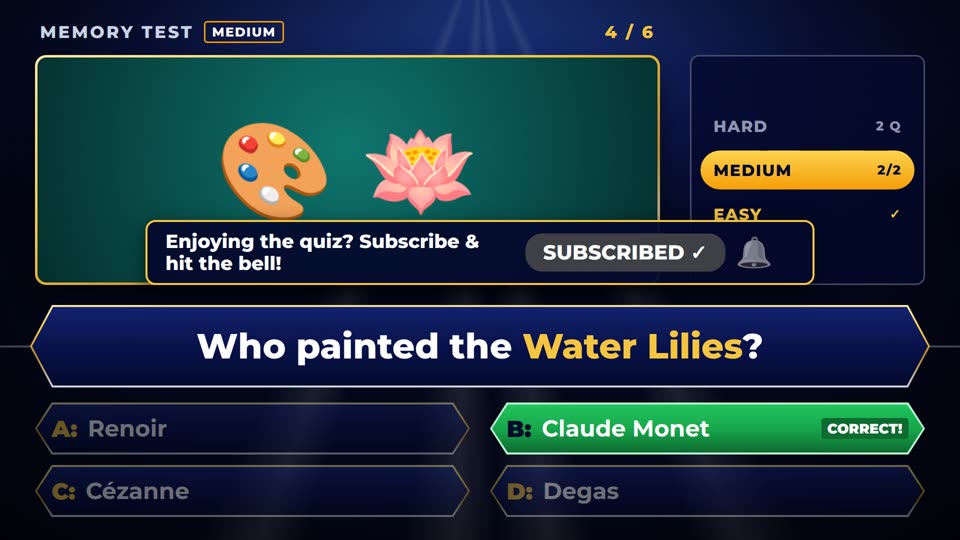 MEMORY TEST MEDIUM 4 / 6
HARD 2 Q
MEDIUM 2/2
EASY ✓
Enjoying the quiz? Subscribe &
hit the bell!
SUBSCRIBED ✓
Who painted the Water Lilies?
A: Renoir
B: Claude Monet CORRECT!
C: Cézanne
D: Degas